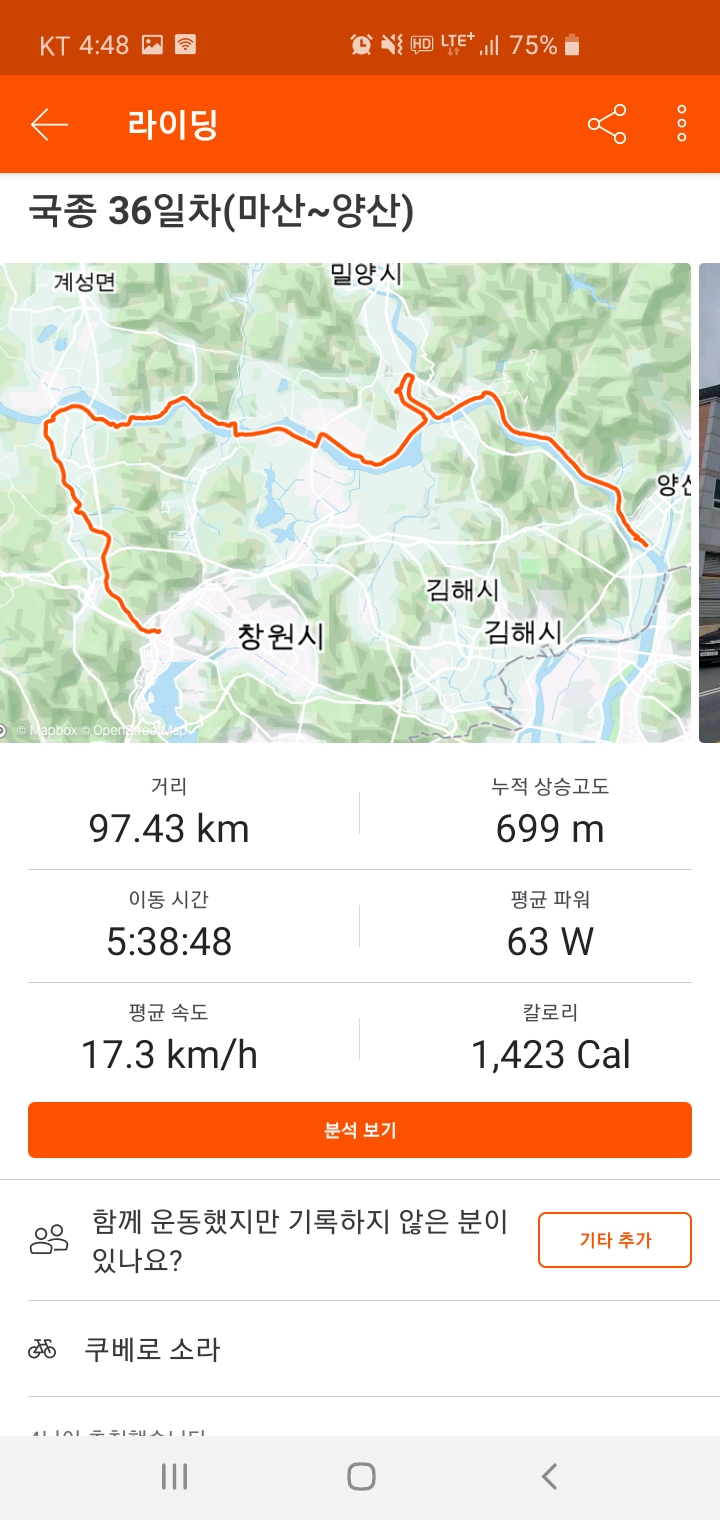 KT 4:48 HD LTE+ 75%
라이딩
국종 36일차(마산~양산)
계성면
밀양시
김해시
창원시
김해시
© Mapbox © OpenStreetMap
거리
누적 상승고도
97.43 km
699 m
이동 시간
평균 파워
5:38:48
63 W
평균 속도
칼로리
17.3 km/h
1,423 Cal
분석 보기
함께 운동했지만 기록하지 않은 분이
있나요?
기타 추가
쿠베로 소라